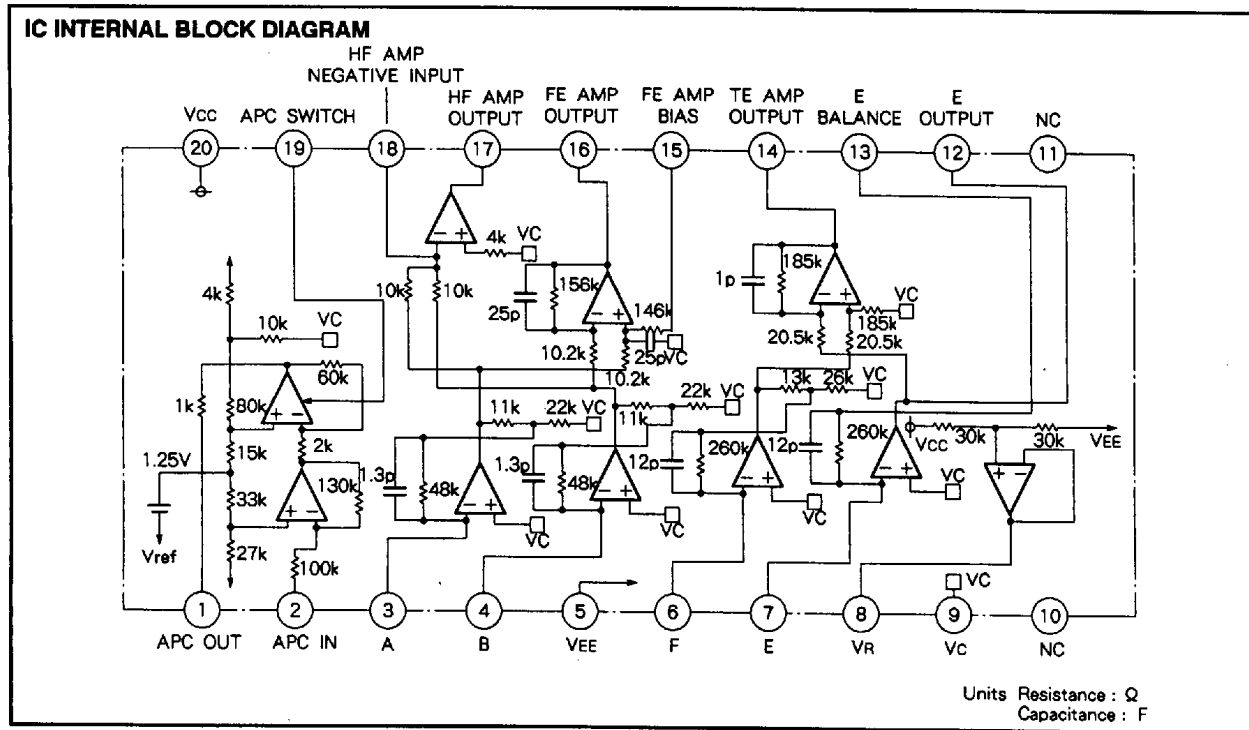 IC INTERNAL BLOCK DIAGRAM
HF AMP
NEGATIVE INPUT
VCC
APC SWITCH
HF AMP
OUTPUT
FE AMP
OUTPUT
FE AMP
BIAS
TE AMP
OUTPUT
E
BALANCE
E
OUTPUT
NC
20
19
18
17
16
15
14
13
12
11
4k
VC
4k
10k
10k
156k
25p
146k
1p
185k
VC
185k
10k
VC
25p
VC
20.5k
20.5k
60k
10.2k
10.2k
1k
80k
13k
26k
VC
22k
VC
11k
22k
VC
11k
2k
15k
1.25V
1.3p
48k
1.3p
48k
12p
260k
12p
260k
VCC
30k
30k
VEE
130k
33k
VC
VC
VC
VC
Vref
27k
100k
VC
1
2
3
4
5
6
7
8
9
10
APC OUT
APC IN
A
B
VEE
F
E
VR
VC
NC
Units Resistance : Ω
Capacitance : F